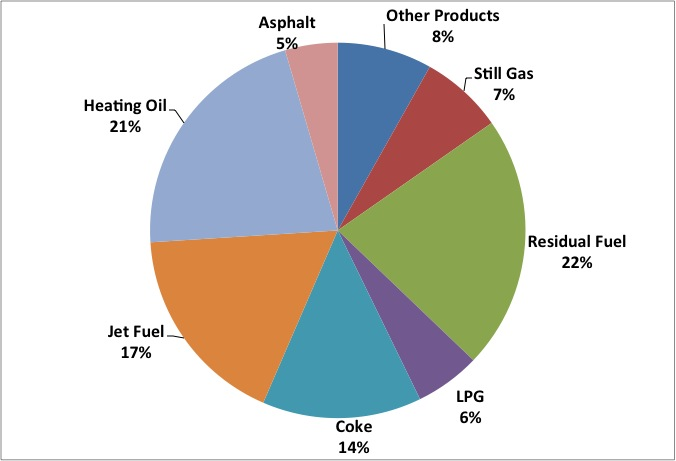 Other Products
8%
Still Gas
7%
Residual Fuel
22%
LPG
6%
Coke
14%
Jet Fuel
17%
Heating Oil
21%
Asphalt
5%